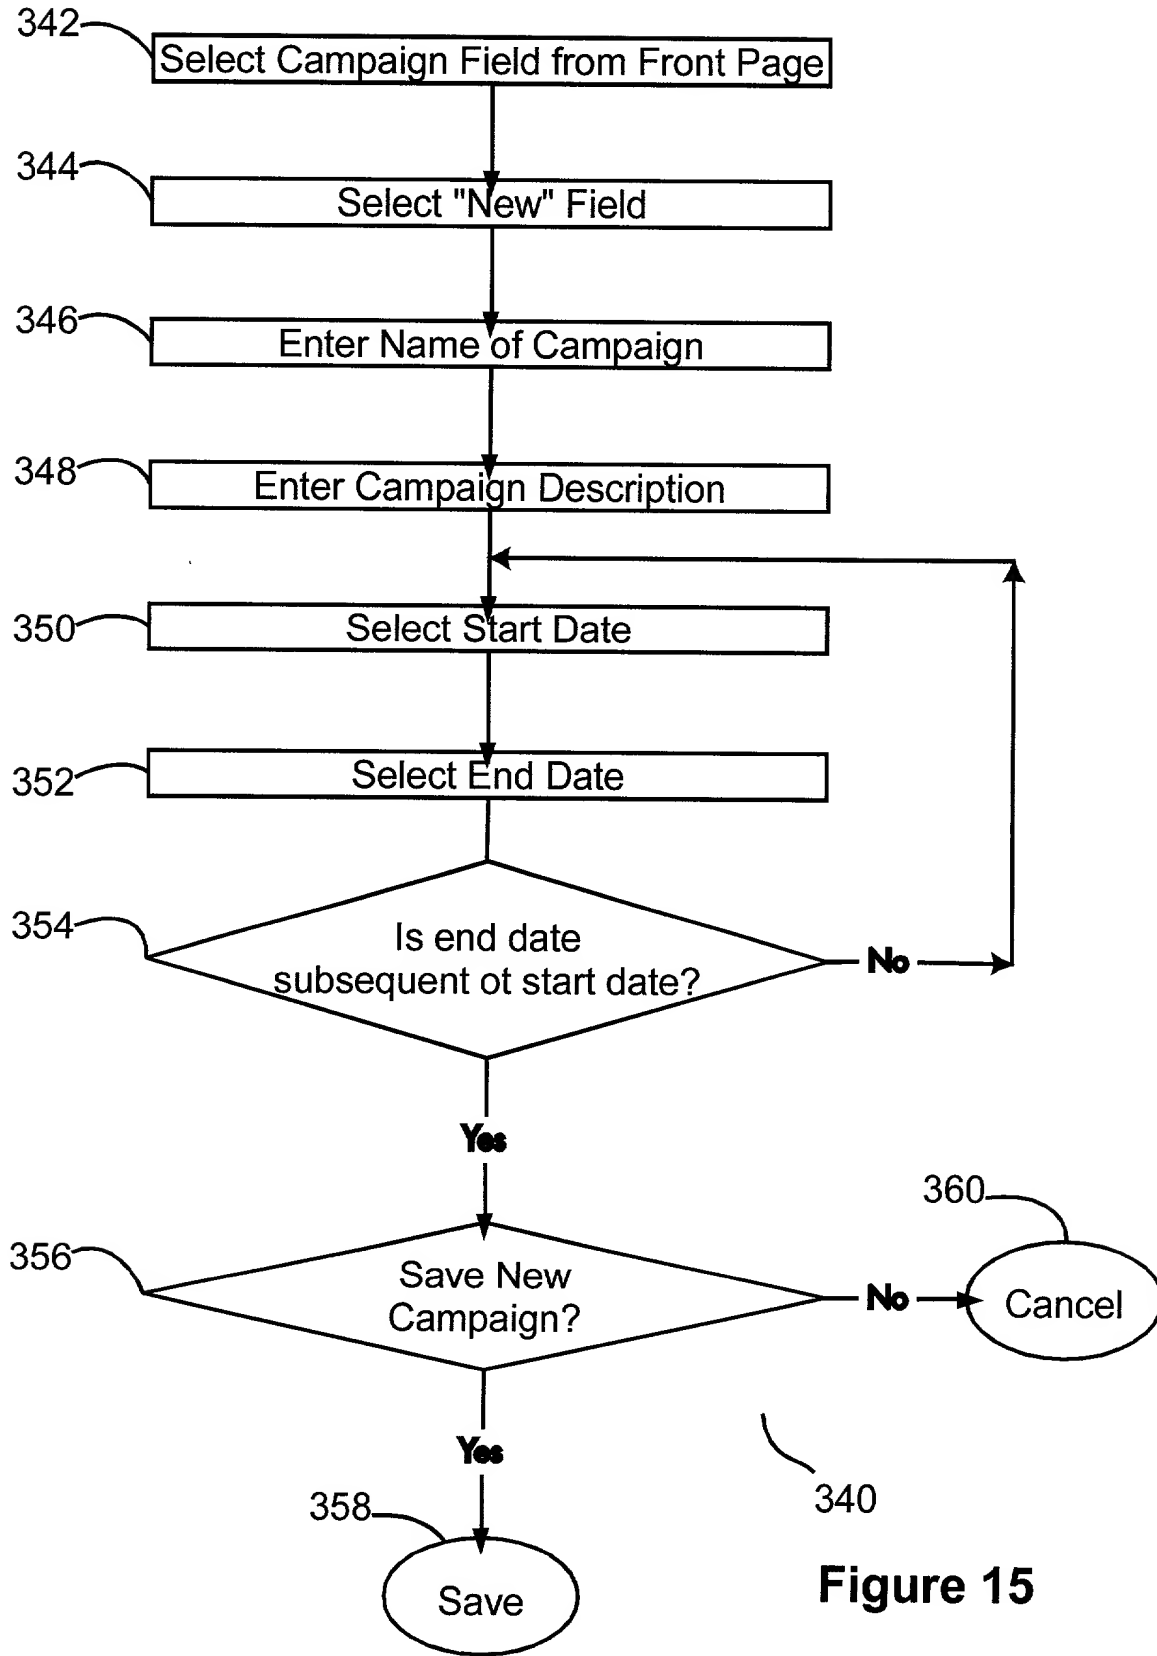 342
Select Campaign Field from Front Page
344
Select "New" Field
346
Enter Name of Campaign
348
Enter Campaign Description
350
Select Start Date
352
Select End Date
354
Is end date
subsequent ot start date?
No
Yes
360
356
Save New
Campaign?
No
Cancel
Yes
340
358
Save
Figure 15